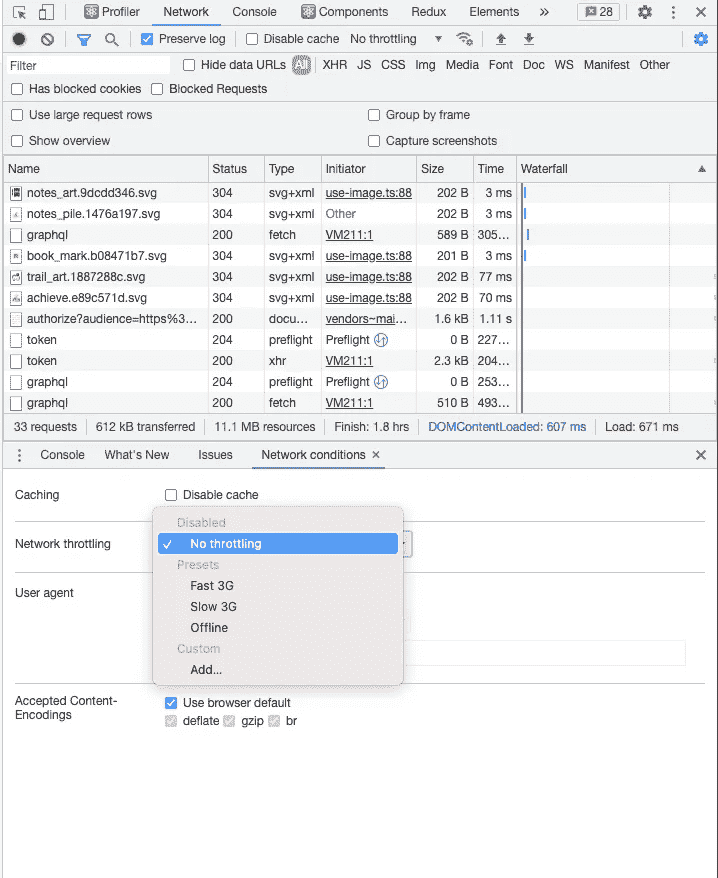 Profiler Network Console Components Redux Elements » 28
Preserve log Disable cache No throttling
Filter Hide data URLs All XHR JS CSS Img Media Font Doc WS Manifest Other
Has blocked cookies Blocked Requests
Use large request rows Group by frame
Show overview Capture screenshots
Name Status Type Initiator Size Time Waterfall
notes_art.9dcdd346.svg 304 svg+xml use-image.ts:88 202 B 3 ms
notes_pile.1476a197.svg 304 svg+xml Other 202 B 3 ms
graphql 200 fetch VM211:1 589 B 305...
book_mark.b08471b7.svg 304 svg+xml use-image.ts:88 201 B 3 ms
trail_art.1887288c.svg 304 svg+xml use-image.ts:88 202 B 77 ms
achieve.e89c571d.svg 304 svg+xml use-image.ts:88 202 B 70 ms
authorize?audience=https%3... 200 docu... vendors~mai... 1.6 kB 1.11 s
token 204 preflight Preflight 0 B 227...
token 200 xhr VM211:1 2.3 kB 204...
graphql 204 preflight Preflight 0 B 253...
graphql 200 fetch VM211:1 510 B 493...
33 requests 612 kB transferred 11.1 MB resources Finish: 1.8 hrs DOMContentLoaded: 607 ms Load: 671 ms
Console What's New Issues Network conditions
Caching Disable cache
Disabled
Network throttling No throttling
Presets
Fast 3G
User agent
Slow 3G
Offline
Custom
Add...
Accepted Content-Encodings Use browser default
deflate gzip br